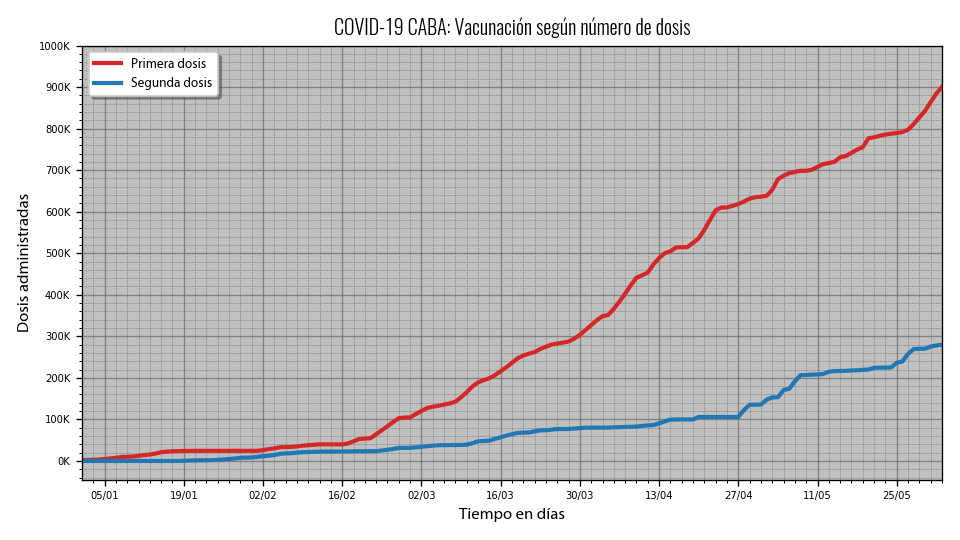 COVID-19 CABA: Vacunación según número de dosis
1000K
Primera dosis
Segunda dosis
900K
800K
700K
600K
500K
400K
300K
200K
100K
0K
Dosis administradas
05/01 19/01 02/02 16/02 02/03 16/03 30/03 13/04 27/04 11/05 25/05
Tiempo en días